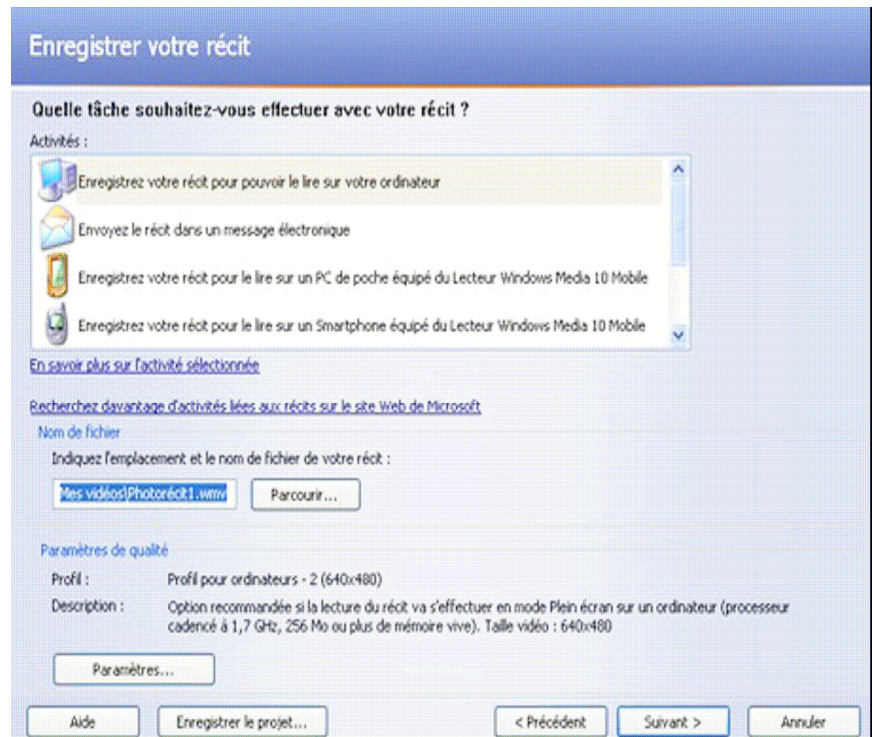 Enregistrer votre récit
Quelle tâche souhaitez-vous effectuer avec votre récit ?
Activités :
Enregistrez votre récit pour pouvoir le lire sur votre ordinateur
Envoyez le récit dans un message électronique
Enregistrez votre récit pour le lire sur un PC de poche équipé du Lecteur Windows Media 10 Mobile
Enregistrez votre récit pour le lire sur un Smartphone équipé du Lecteur Windows Media 10 Mobile
En savoir plus sur l'activité sélectionnée
Recherchez davantage d'activités liées aux récits sur le site Web de Microsoft
Nom de fichier
Indiquez l'emplacement et le nom de fichier de votre récit :
Mes vidéos\Photorécit1.wmv Parcourir...
Paramètres de qualité
Profil : Profil pour ordinateurs - 2 (640x480)
Description : Option recommandée si la lecture du récit va s'effectuer en mode Plein écran sur un ordinateur (processeur
cadencé à 1,7 GHz, 256 Mo ou plus de mémoire vive). Taille vidéo : 640x480
Paramètres...
Aide Enregistrer le projet... < Précédent Suivant > Annuler